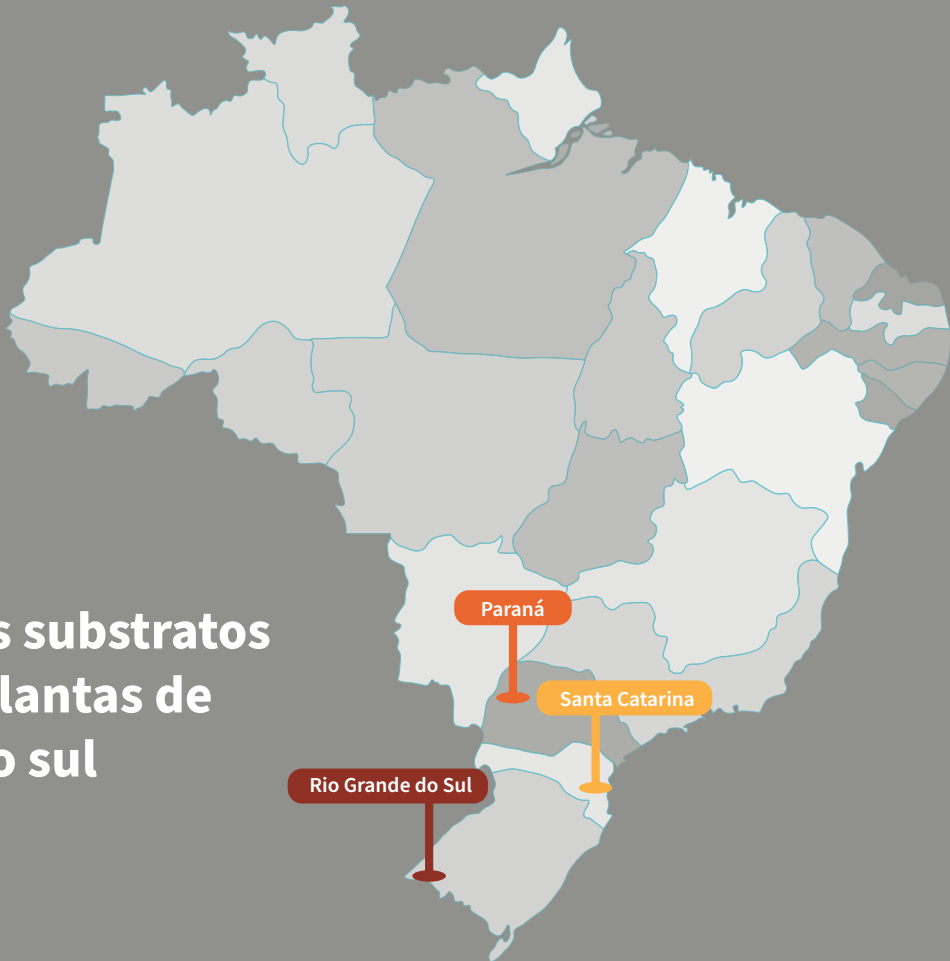 Paraná
s substratos
lantas de
Santa Catarina
o sul
Rio Grande do Sul